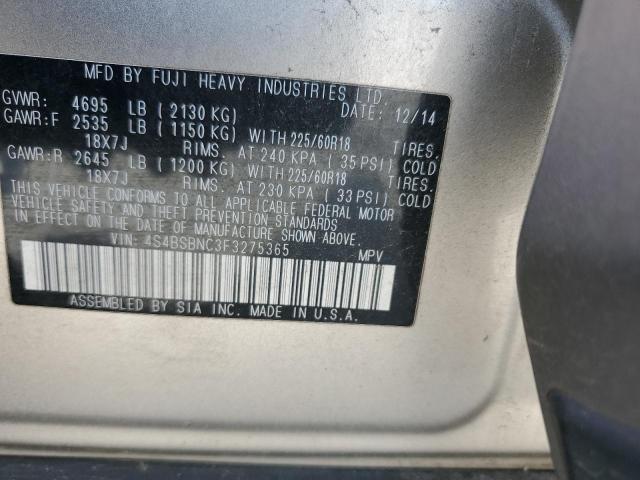 MFD BY FUJI HEAVY INDUSTRIES LTD.
GVWR: 4695 LB (2130 KG) DATE: 12/14
GAWR:F 2535 LB (1150 KG) WITH 225/60R18 TIRES.
18X7J RIMS. AT 240 KPA (35 PSI) COLD
GAWR:R 2645 LB (1200 KG) WITH 225/60R18 TIRES.
18X7J RIMS. AT 230 KPA (33 PSI) COLD
THIS VEHICLE CONFORMS TO ALL APPLICABLE FEDERAL MOTOR
VEHICLE SAFETY AND THEFT PREVENTION STANDARDS
IN EFFECT ON THE DATE OF MANUFACTURE SHOWN ABOVE.
VIN: 4S4BSBNC3F3275365 MPV
ASSEMBLED BY SIA INC. MADE IN U.S.A.